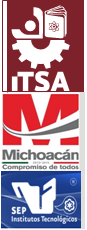 iTSA
Michoacán
Compromiso de todos
SEP
Institutos Tecnológicos